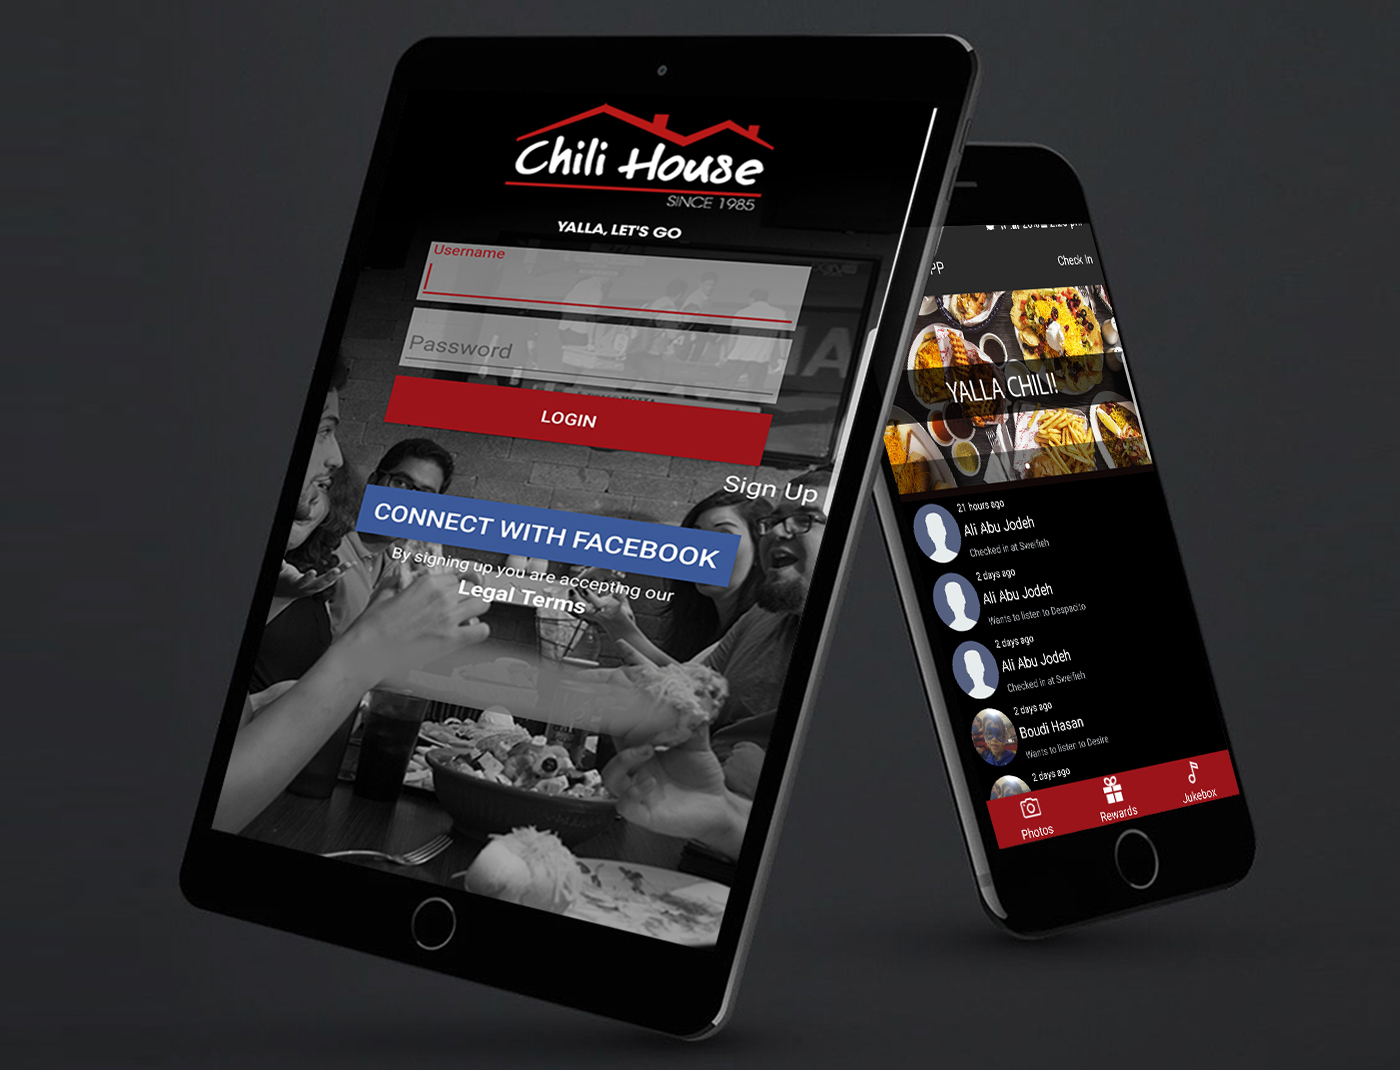 Chili House
SINCE 1985
YALLA, LET'S GO
Username
Password
LOGIN
Sign Up
CONNECT WITH FACEBOOK
By signing up you are accepting our
Legal Terms
PP
Check In
YALLA CHILI!
21 hours ago
Ali Abu Jodeh
Checked in at Sweifieh
2 days ago
Ali Abu Jodeh
Wants to listen to Despacito
2 days ago
Ali Abu Jodeh
Checked in at Sweifieh
2 days ago
Boudi Hasan
Wants to listen to Desire
2 days ago
Photos
Rewards
Jukebox